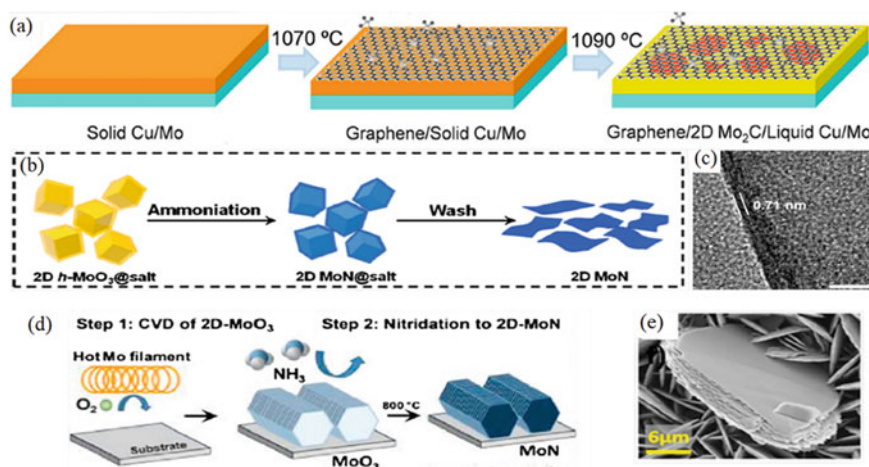 (a)
1070 ºC
1090 ºC
Solid Cu/Mo
Graphene/Solid Cu/Mo
Graphene/2D Mo₂C/Liquid Cu/Mo
(b)
Ammoniation
Wash
2D h-MoO₃@salt
2D MoN@salt
2D MoN
(c)
0.71 nm
(d)
Step 1: CVD of 2D-MoO₃
Step 2: Nitridation to 2D-MoN
Hot Mo filament
O₂
NH₃
800 °C
Substrate
MoO₃
MoN
(e)
6μm